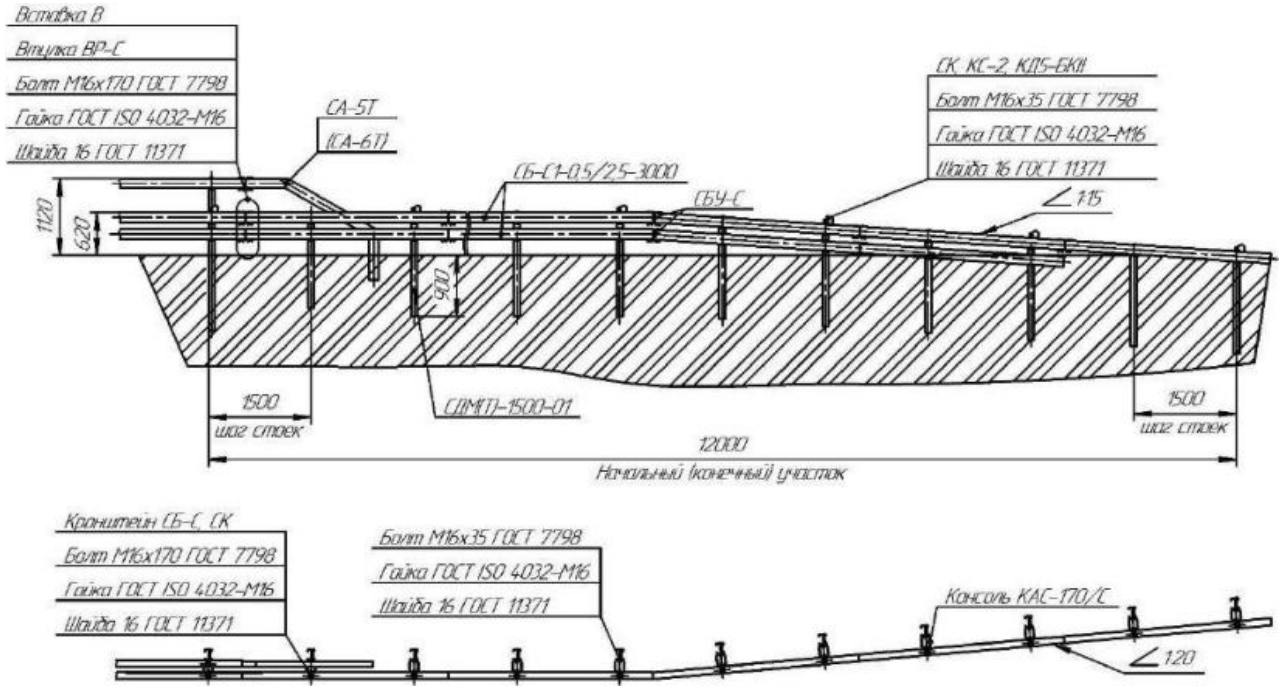 Вставка В
Втулка ВР-С
Болт М16х170 ГОСТ 7798
Гайка ГОСТ ISO 4032-М16
Шайба 16 ГОСТ 11371
СА-5Т
(СА-6Т)
СК, КС-2, КД5-БКН
Болт М16х35 ГОСТ 7798
Гайка ГОСТ ISO 4032-М16
Шайба 16 ГОСТ 11371
СБ-С1-0,5/2,5-3000
СБУ-С
1:15
1120
620
900
СДМ(Т)-1500-01
1500
шаг стоек
1500
шаг стоек
12000
Начальный (конечный) участок
Кронштейн СБ-С, СК
Болт М16х170 ГОСТ 7798
Гайка ГОСТ ISO 4032-М16
Шайба 16 ГОСТ 11371
Болт М16х35 ГОСТ 7798
Гайка ГОСТ ISO 4032-М16
Шайба 16 ГОСТ 11371
Консоль КАС-170/С
1:20